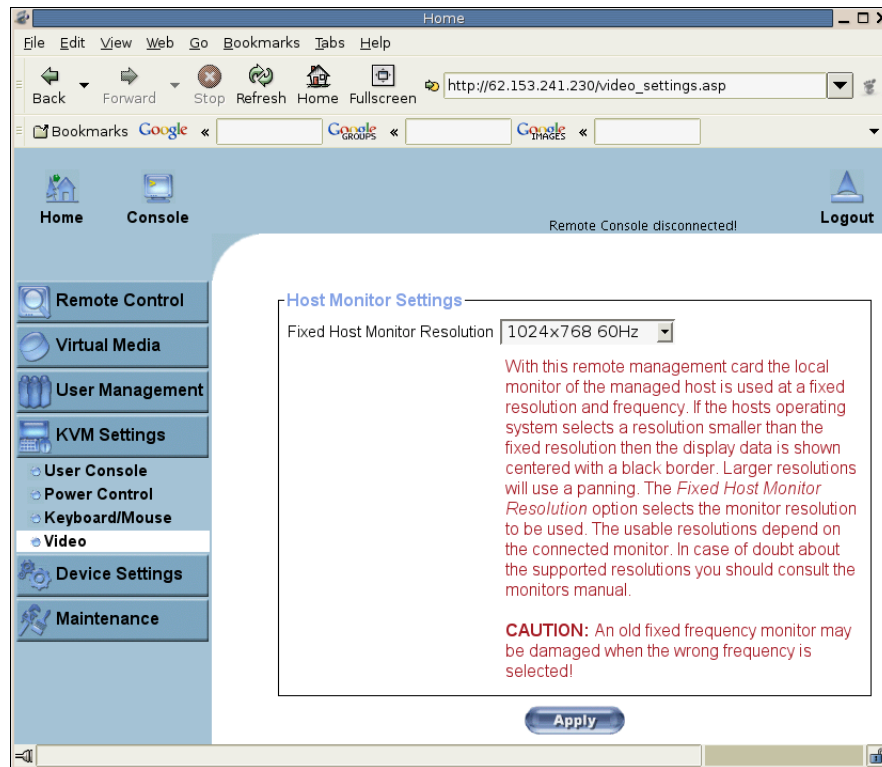 Home
File Edit View Web Go Bookmarks Tabs Help
Back Forward Stop Refresh Home Fullscreen http://62.153.241.230/video_settings.asp
Bookmarks Google « Google GROUPS « Google IMAGES «
Home Console Remote Console disconnected! Logout
Remote Control
Virtual Media
User Management
KVM Settings
User Console
Power Control
Keyboard/Mouse
Video
Device Settings
Maintenance
Host Monitor Settings
Fixed Host Monitor Resolution 1024x768 60Hz
With this remote management card the local
monitor of the managed host is used at a fixed
resolution and frequency. If the hosts operating
system selects a resolution smaller than the
fixed resolution then the display data is shown
centered with a black border. Larger resolutions
will use a panning. The Fixed Host Monitor
Resolution option selects the monitor resolution
to be used. The usable resolutions depend on
the connected monitor. In case of doubt about
the supported resolutions you should consult the
monitors manual.
CAUTION: An old fixed frequency monitor may
be damaged when the wrong frequency is
selected!
Apply